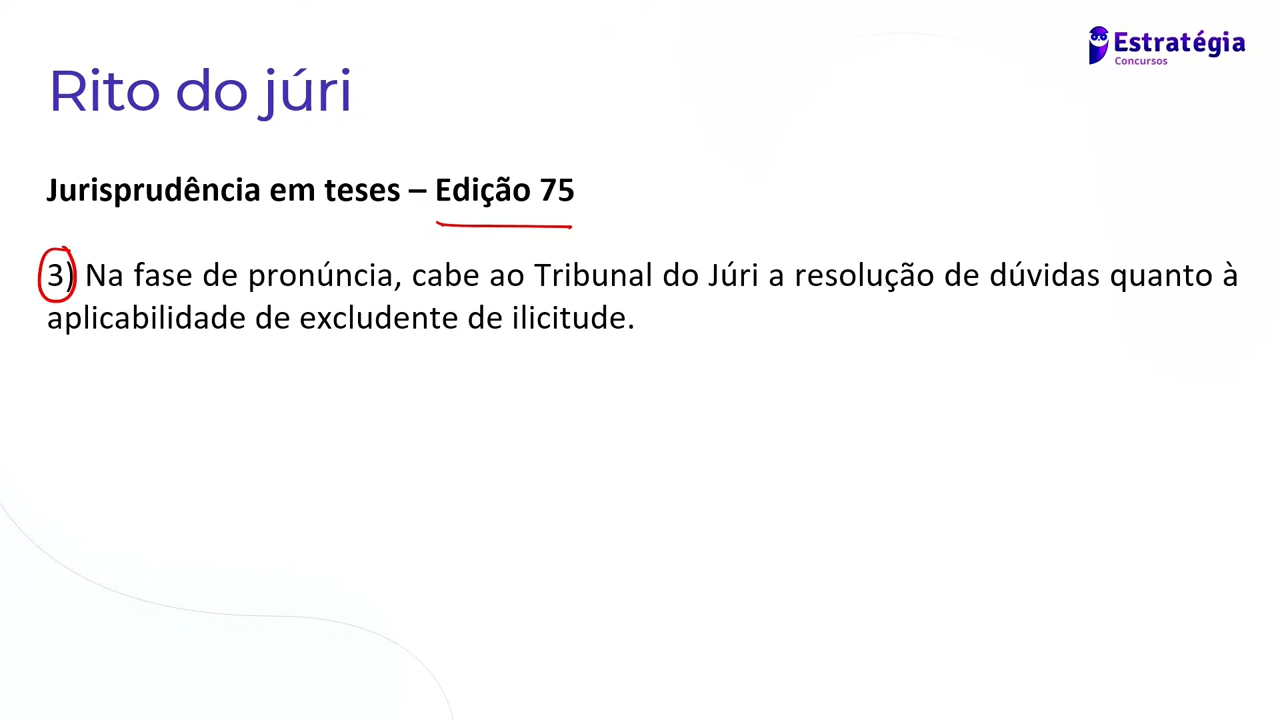 Estratégia
Concursos
Rito do júri
Jurisprudência em teses – Edição 75
3) Na fase de pronúncia, cabe ao Tribunal do Júri a resolução de dúvidas quanto à
aplicabilidade de excludente de ilicitude.